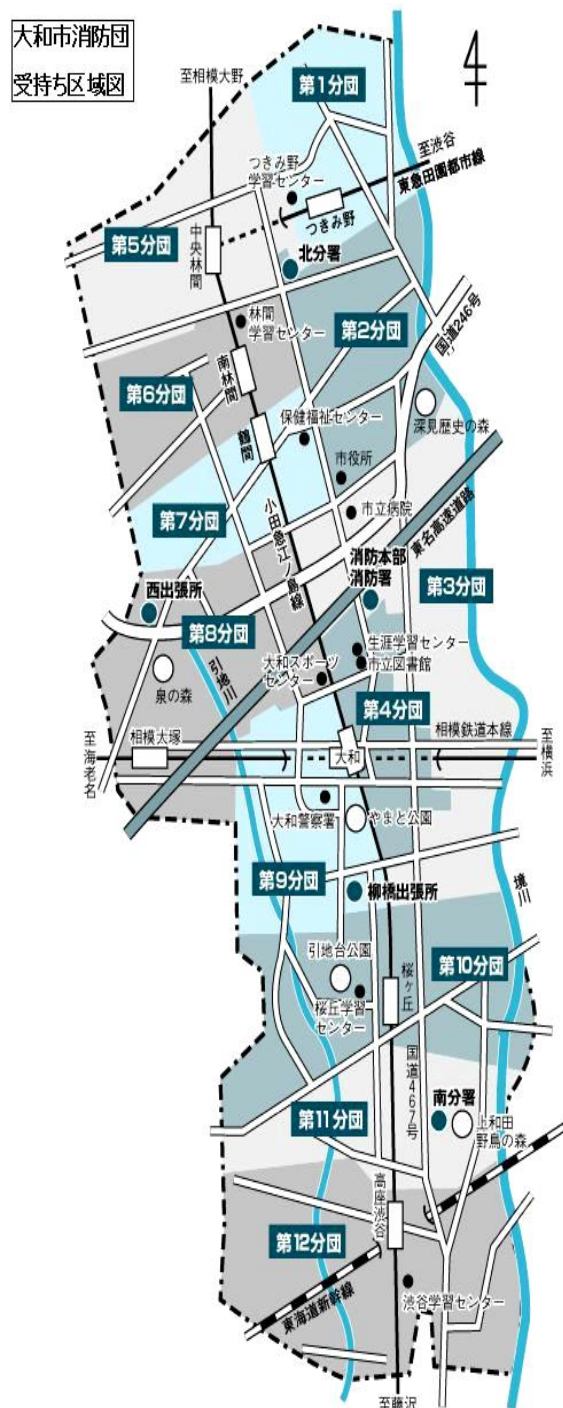 大和市消防団
受持ち区域図
至相模大野
第1分団
至渋谷
東急田園都市線
つきみ野
学習センター
つきみ野
第5分団
中央林間
北分署
林間
学習センター
第2分団
国道246号
南林間
第6分団
深見歴史の森
保健福祉センター
鶴間
市役所
第7分団
市立病院
東名高速道路
小田急江ノ島線
消防本部
消防署
第3分団
西出張所
第8分団
生涯学習センター
市立図書館
大和スポーツ
センター
泉の森
引地川
第4分団
相模鉄道本線
至横浜
至海老名
相模大塚
大和
大和警察署
やまと公園
第9分団
柳橋出張所
境川
引地台公園
第10分団
桜ヶ丘
桜丘学習
センター
国道467号
第11分団
南分署
上和田
野鳥の森
高座渋谷
第12分団
東海道新幹線
渋谷学習センター
至藤沢